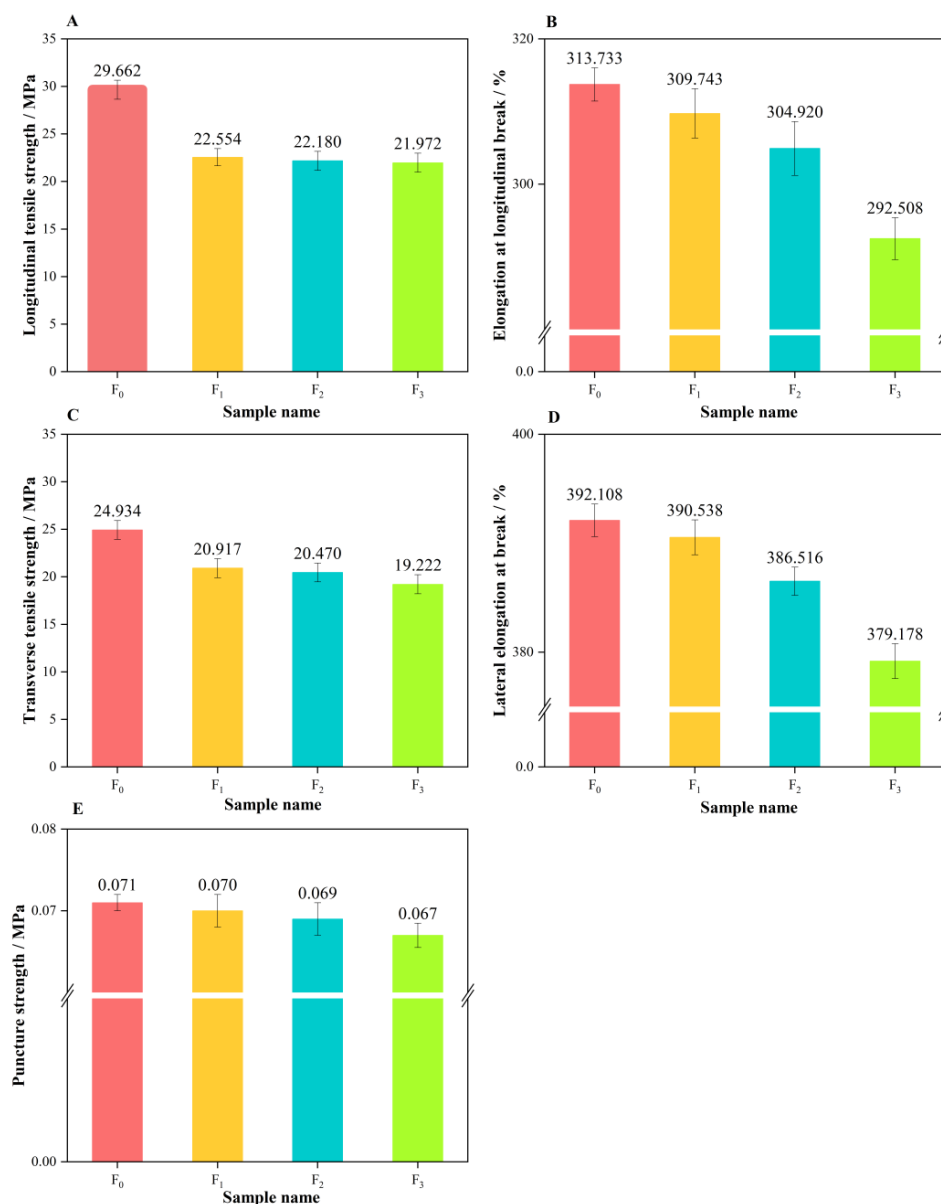 A
Longitudinal tensile strength / MPa
35
30
25
20
15
10
5
0
29.662
22.554
22.180
21.972
F₀ F₁ F₂ F₃
Sample name
B
Elongation at longitudinal break / %
320
300
0.0
313.733
309.743
304.920
292.508
F₀ F₁ F₂ F₃
Sample name
C
Transverse tensile strength / MPa
35
30
25
20
15
10
5
0
24.934
20.917
20.470
19.222
F₀ F₁ F₂ F₃
Sample name
D
Lateral elongation at break / %
400
380
0.0
392.108
390.538
386.516
379.178
F₀ F₁ F₂ F₃
Sample name
E
Puncture strength / MPa
0.08
0.07
0.00
0.071
0.070
0.069
0.067
F₀ F₁ F₂ F₃
Sample name